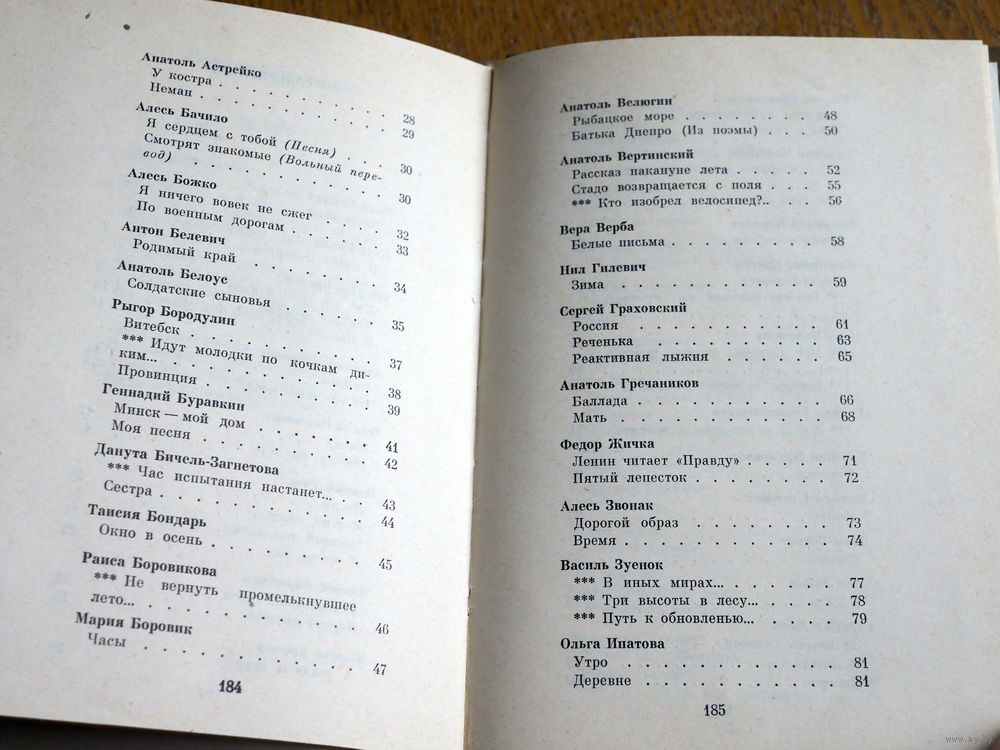 Анатоль Астрейко
У костра . . . . . . . . . . 28
Неман . . . . . . . . . . 29
Алесь Бачило
Я сердцем с тобой (Песня) . . . 30
Смотрят знакомые (Вольный пере-
вод) . . . . . . . . . . 30
Алесь Божко
Я ничего вовек не сжег . . . . 32
По военным дорогам . . . . . 33
Антон Белевич
Родимый край . . . . . . . 34
Анатоль Белоус
Солдатские сыновья . . . . . 35
Рыгор Бородулин
Витебск . . . . . . . . . 37
*** Идут молодки по кочкам ди-
ким... . . . . . . . . . 38
Провинция . . . . . . . . 39
Геннадий Буравкин
Минск — мой дом . . . . . . 41
Моя песня . . . . . . . . 42
Данута Бичель-Загнетова
*** Час испытания настанет... . . 43
Сестра . . . . . . . . . 44
Таисия Бондарь
Окно в осень . . . . . . . . 45
Раиса Боровикова
*** Не вернуть промелькнувшее
лето... . . . . . . . . . 46
Мария Боровик
Часы . . . . . . . . . . 47
184
Анатоль Велюгин
Рыбацкое море . . . . . . . 48
Батька Днепро (Из поэмы) . . . 50
Анатоль Вертинский
Рассказ накануне лета . . . . . 52
Стадо возвращается с поля . . . 55
*** Кто изобрел велосипед?.. . . 56
Вера Верба
Белые письма . . . . . . . . 58
Нил Гилевич
Зима . . . . . . . . . . 59
Сергей Граховский
Россия . . . . . . . . . . 61
Реченька . . . . . . . . . 63
Реактивная лыжня . . . . . . 65
Анатоль Гречаников
Баллада . . . . . . . . . . 66
Мать . . . . . . . . . . . 68
Федор Жичка
Ленин читает «Правду» . . . . . 71
Пятый лепесток . . . . . . . 72
Алесь Звонак
Дорогой образ . . . . . . . . 73
Время . . . . . . . . . . . 74
Василь Зуенок
*** В иных мирах... . . . . . . 77
*** Три высоты в лесу... . . . . 78
*** Путь к обновленью... . . . . 79
Ольга Ипатова
Утро . . . . . . . . . . . 81
Деревне . . . . . . . . . . 81
185
www.ay.by